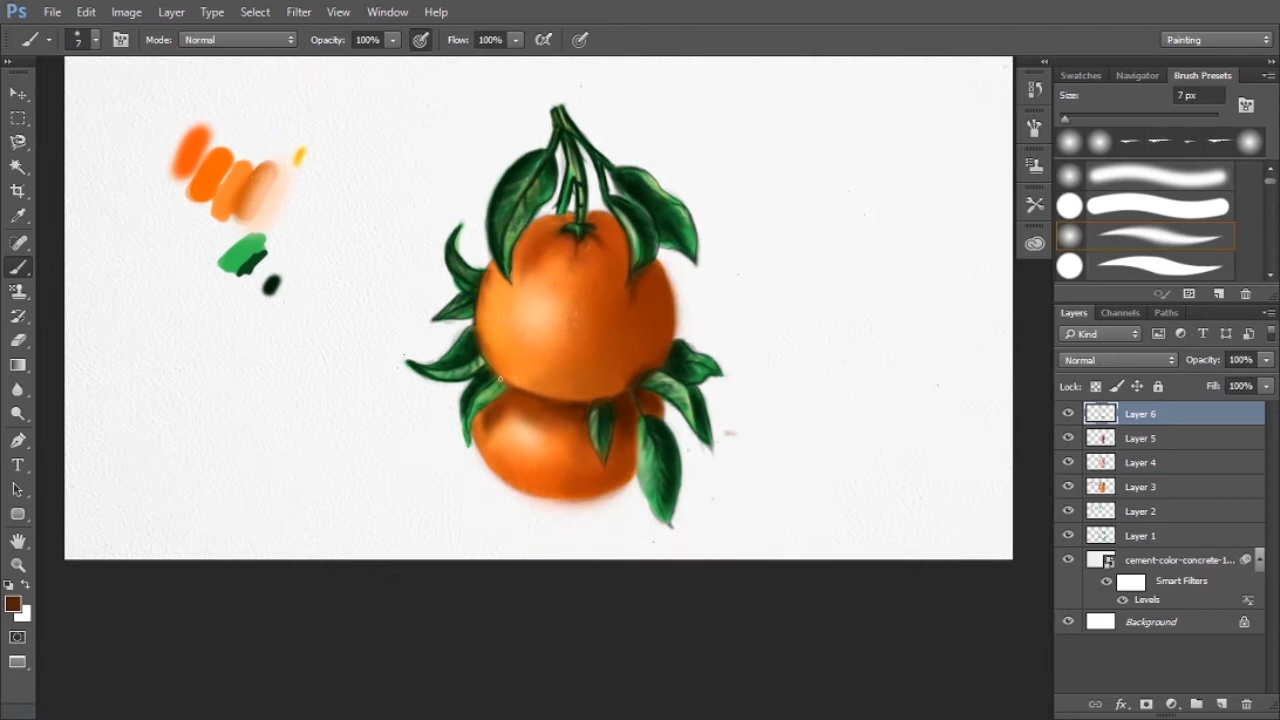 Ps File Edit Image Layer Type Select Filter View Window Help
7 Mode: Normal Opacity: 100% Flow: 100% Painting
Swatches Navigator Brush Presets
Size: 7 px
Layers Channels Paths
Kind
Normal Opacity: 100%
Lock: Fill: 100%
Layer 6
Layer 5
Layer 4
Layer 3
Layer 2
Layer 1
cement-color-concrete-1...
Smart Filters
Levels
Background